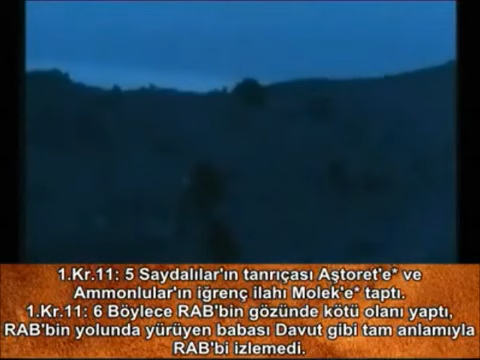 1.Kr.11: 5 Saydalılar'ın tanrıçası Aştoret'e* ve
Ammonlular'ın iğrenç ilahı Molek'e* taptı.
1.Kr.11: 6 Böylece RAB'bin gözünde kötü olanı yaptı,
RAB'bin yolunda yürüyen babası Davut gibi tam anlamıyla
RAB'bi izlemedi.